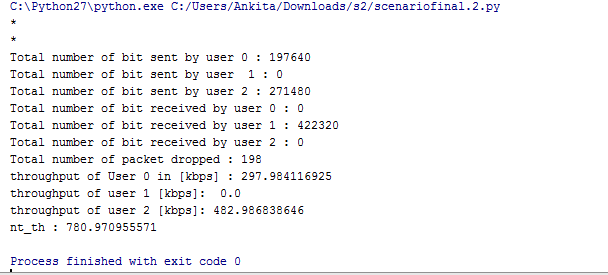 C:\Python27\python.exe C:/Users/Ankita/Downloads/s2/scenariofinal.2.py
*
*
Total number of bit sent by user 0 : 197640
Total number of bit sent by user  1 : 0
Total number of bit sent by user 2 : 271480
Total number of bit received by user 0 : 0
Total number of bit received by user 1 : 422320
Total number of bit received by user 2 : 0
Total number of packet dropped : 198
throughput of User 0 in [kbps] : 297.984116925
throughput of user 1 [kbps]:  0.0
throughput of user 2 [kbps]: 482.986838646
nt_th : 780.970955571
Process finished with exit code 0